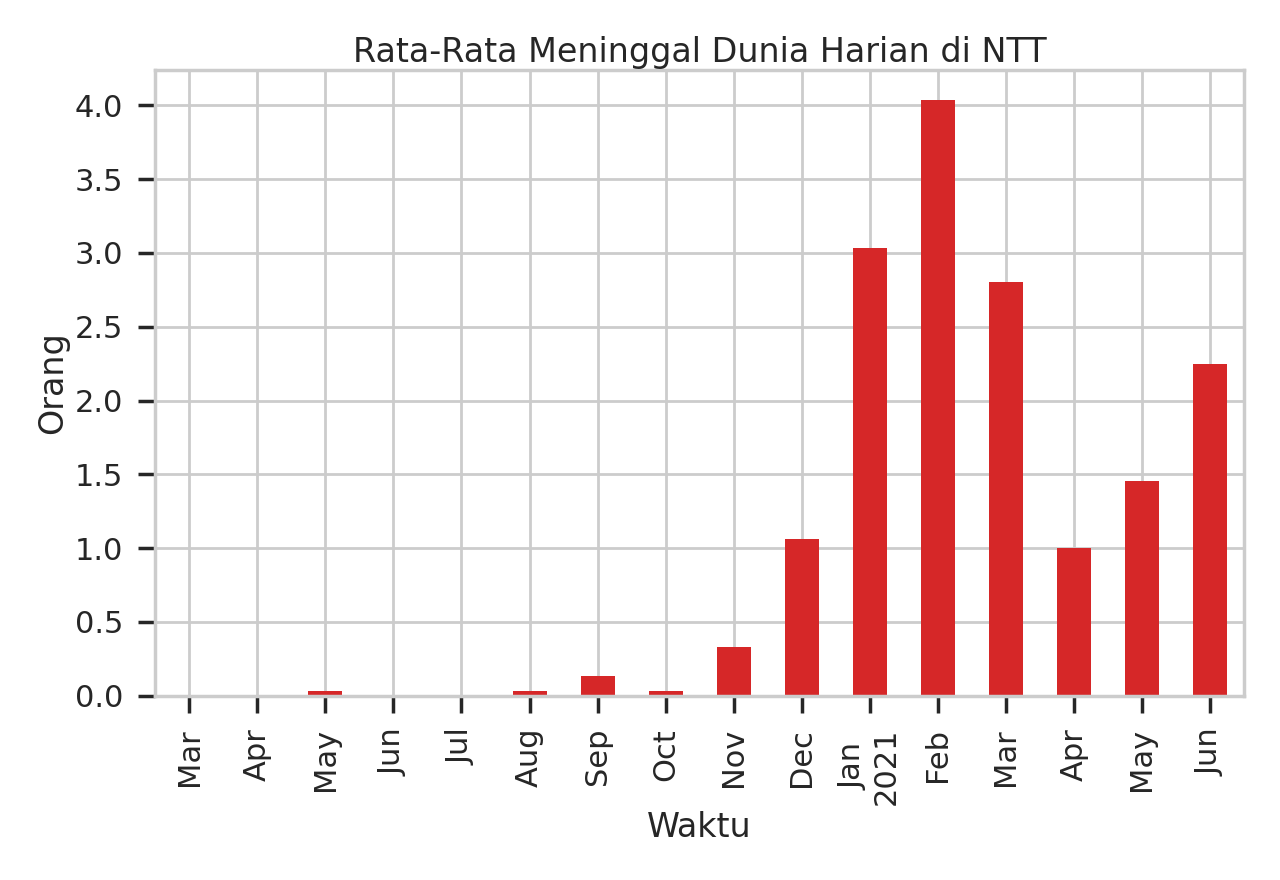 Rata-Rata Meninggal Dunia Harian di NTT
Orang
4.0
3.5
3.0
2.5
2.0
1.5
1.0
0.5
0.0
Mar
Apr
May
Jun
Jul
Aug
Sep
Oct
Nov
Dec
Jan
2021
Feb
Mar
Apr
May
Jun
Waktu